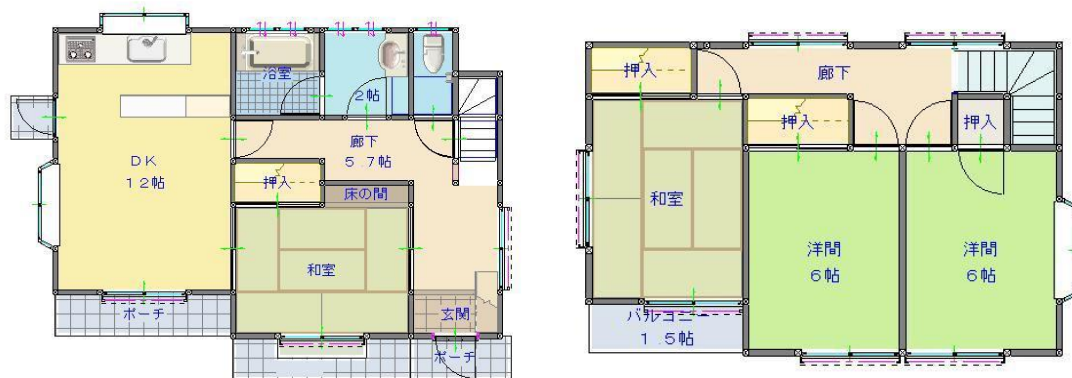 浴室
2帖
廊下
5.7帖
DK
12帖
押入
床の間
和室
玄関
ポーチ
ポーチ
押入
廊下
押入
押入
和室
洋間
6帖
洋間
6帖
バルコニー
1.5帖